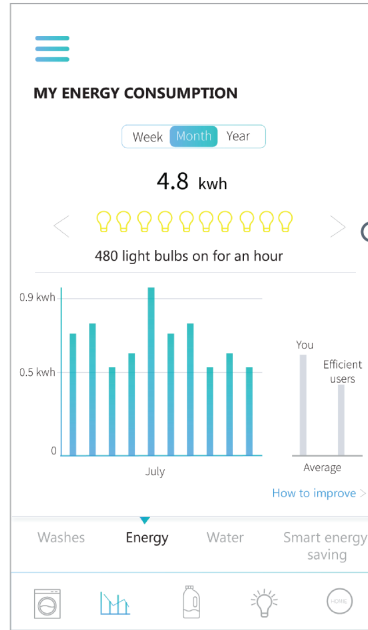 MY ENERGY CONSUMPTION
Week Month Year
4.8 kwh
480 light bulbs on for an hour
0.9 kwh
0.5 kwh
0
July
You
Efficient
users
Average
How to improve >
Washes Energy Water Smart energy
saving
HOME